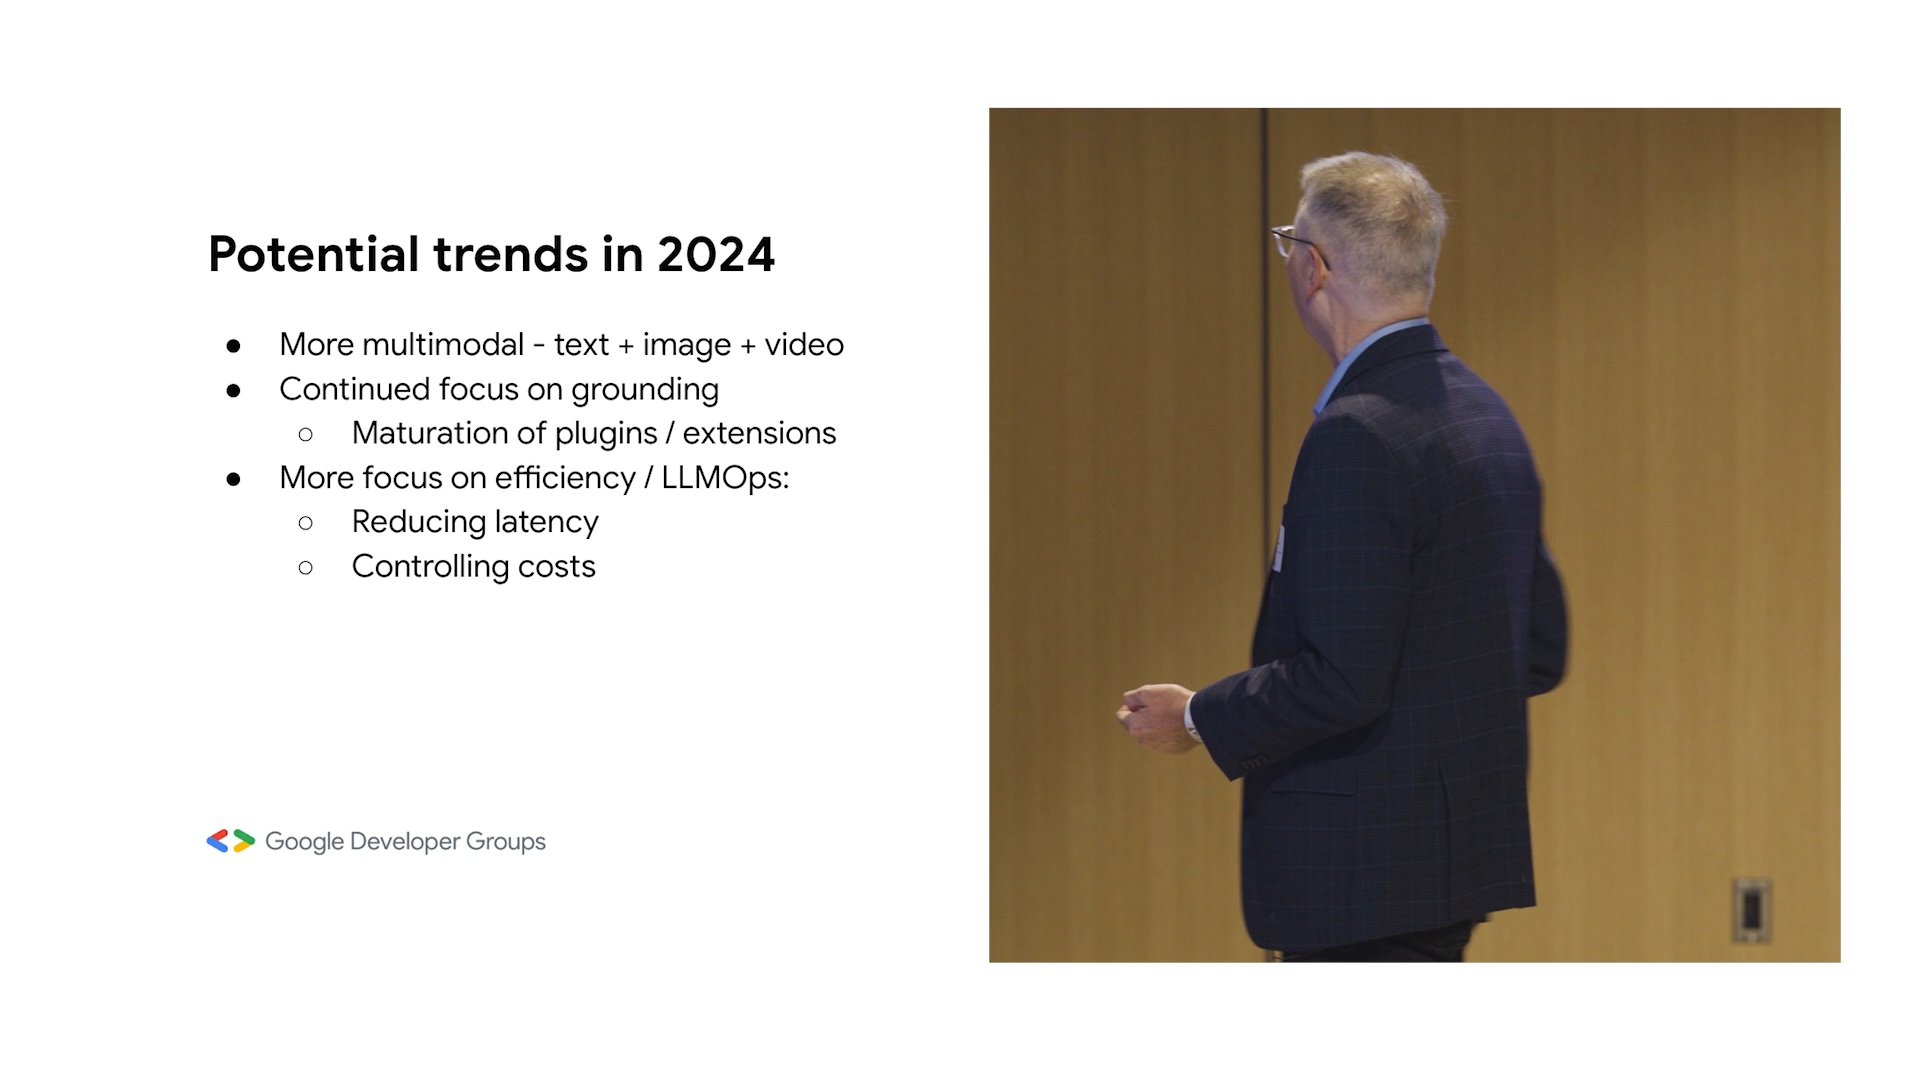 Potential trends in 2024
● More multimodal - text + image + video
● Continued focus on grounding
○ Maturation of plugins / extensions
● More focus on efficiency / LLMOps:
○ Reducing latency
○ Controlling costs
Google Developer Groups